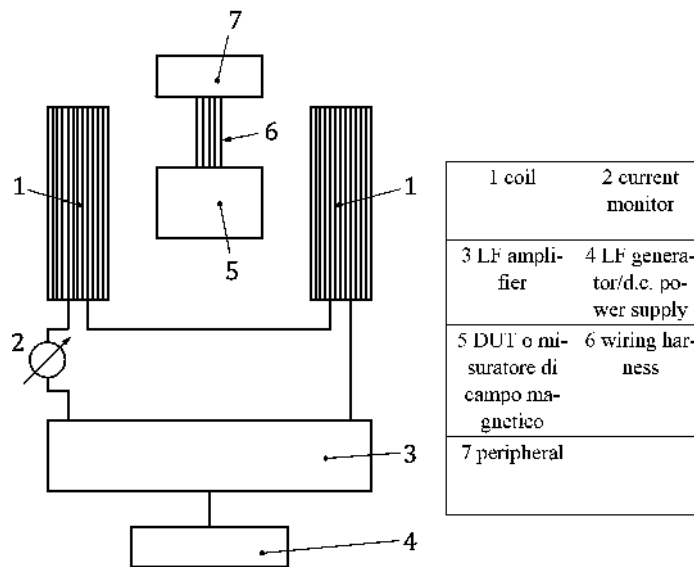 7
6
1
1
5
2
3
4
1 coil
2 current
monitor
3 LF ampli-
fier
4 LF genera-
tor/d.c. po-
wer supply
5 DUT o mi-
suratore di
campo ma-
gnetico
6 wiring har-
ness
7 peripheral